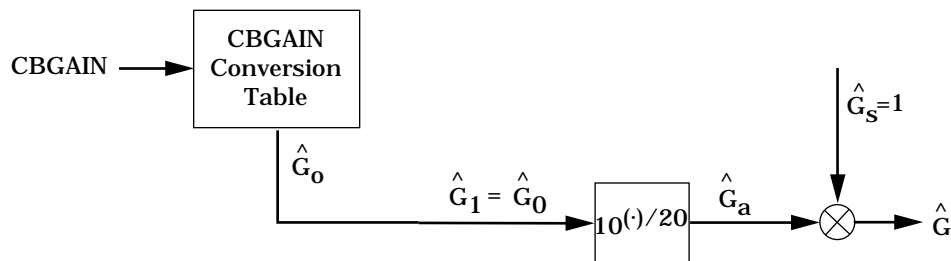 CBGAIN
CBGAIN
Conversion
Table
Ĝₒ
Ĝ₁ = Ĝ₀
10^(·)/20
Ĝₐ
Ĝₛ=1
Ĝ